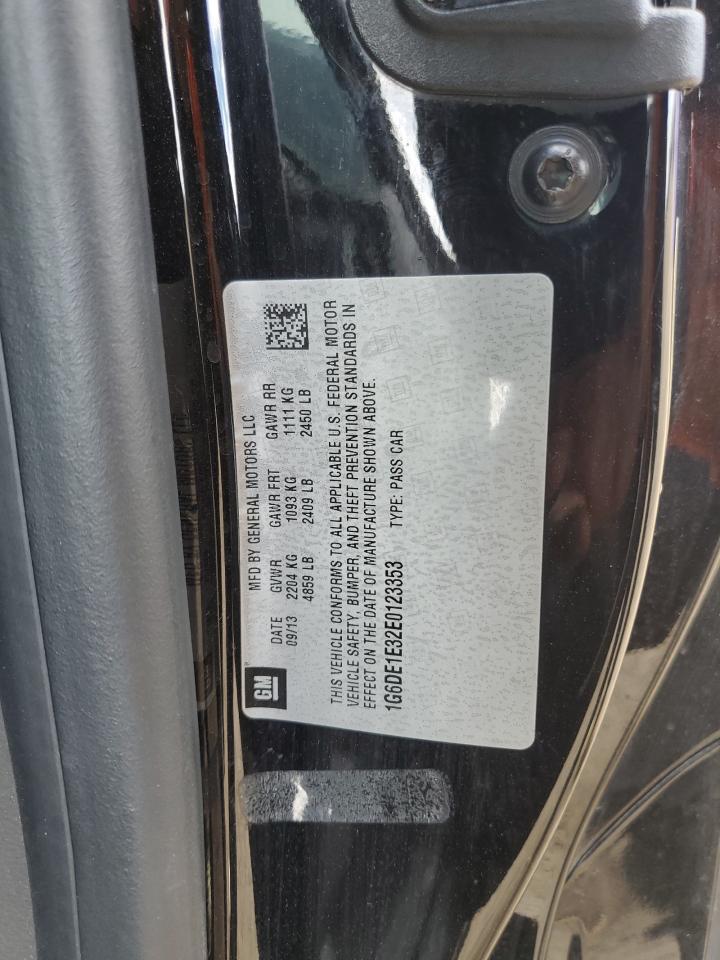 GM
MFD BY GENERAL MOTORS LLC
DATE GVWR GAWR FRT GAWR RR
09/13 2204 KG 1093 KG 1111 KG
4859 LB 2409 LB 2450 LB
THIS VEHICLE CONFORMS TO ALL APPLICABLE U.S. FEDERAL MOTOR
VEHICLE SAFETY, BUMPER, AND THEFT PREVENTION STANDARDS IN
EFFECT ON THE DATE OF MANUFACTURE SHOWN ABOVE.
1G6DE1E32E0123353 TYPE: PASS CAR